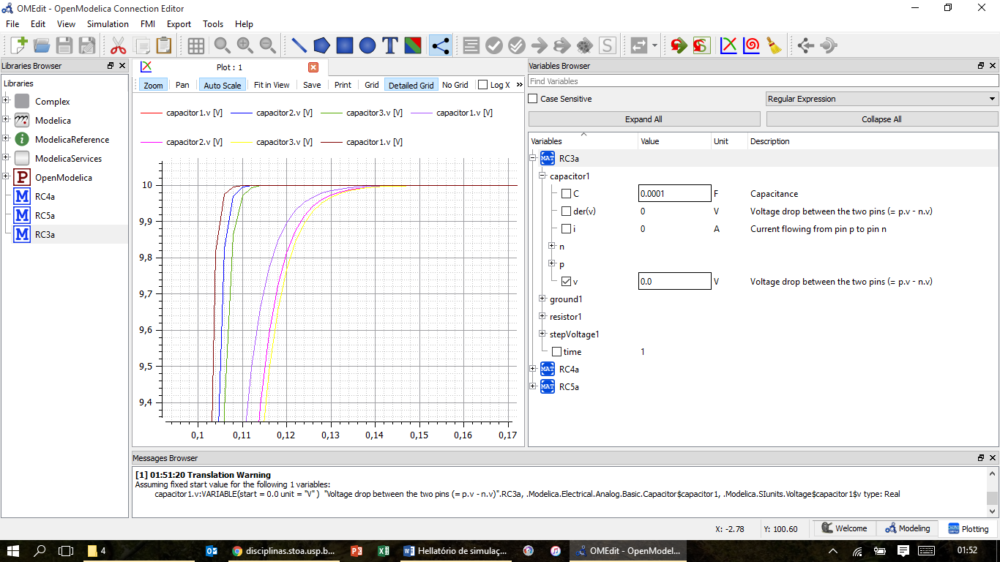 OMEdit - OpenModelica Connection Editor
File Edit View Simulation FMI Export Tools Help
Libraries Browser
Libraries
Complex
Modelica
ModelicaReference
ModelicaServices
OpenModelica
RC4a
RC5a
RC3a
Plot : 1
Zoom Pan Auto Scale Fit in View Save Print Grid Detailed Grid No Grid Log X »
capacitor1.v [V] capacitor2.v [V] capacitor3.v [V] capacitor1.v [V]
capacitor2.v [V] capacitor3.v [V] capacitor1.v [V]
10
9,9
9,8
9,7
9,6
9,5
9,4
0,1 0,11 0,12 0,13 0,14 0,15 0,16 0,17
Variables Browser
Find Variables
Case Sensitive Regular Expression
Expand All Collapse All
Variables Value Unit Description
RC3a
capacitor1
C 0.0001 F Capacitance
der(v) 0 V Voltage drop between the two pins (= p.v - n.v)
i 0 A Current flowing from pin p to pin n
n
p
v 0.0 V Voltage drop between the two pins (= p.v - n.v)
ground1
resistor1
stepVoltage1
time 1
RC4a
RC5a
Messages Browser
[1] 01:51:20 Translation Warning
Assuming fixed start value for the following 1 variables:
capacitor1.v:VARIABLE(start = 0.0 unit = "V" ) "Voltage drop between the two pins (= p.v - n.v)".RC3a, .Modelica.Electrical.Analog.Basic.Capacitor$capacitor1, .Modelica.SIunits.Voltage$capacitor1$v type: Real
X: -2.78 Y: 100.60 Welcome Modeling Plotting
4 disciplinas.stoa.usp.b... Hellatório de simulaç... OMEdit - OpenModel... 01:52